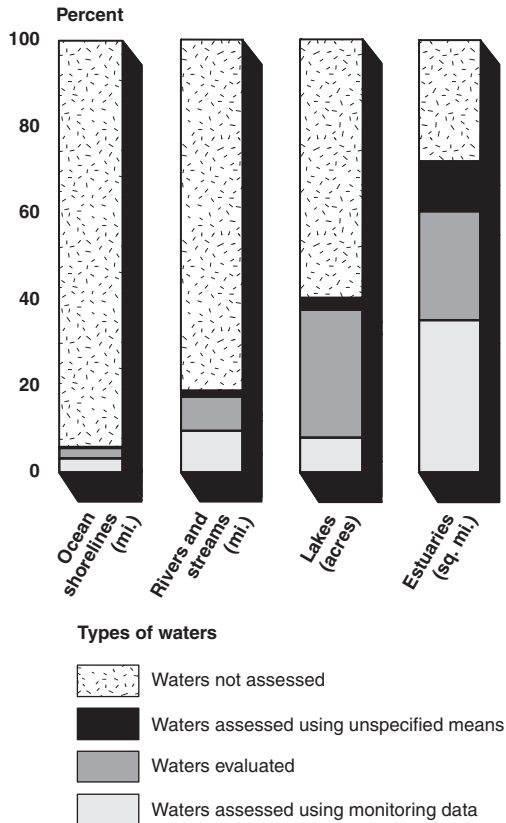 Percent
100
80
60
40
20
0
Ocean
shorelines
(mi.)
Rivers and
streams
(mi.)
Lakes
(acres)
Estuaries
(sq. mi.)
Types of waters
Waters not assessed
Waters assessed using unspecified means
Waters evaluated
Waters assessed using monitoring data